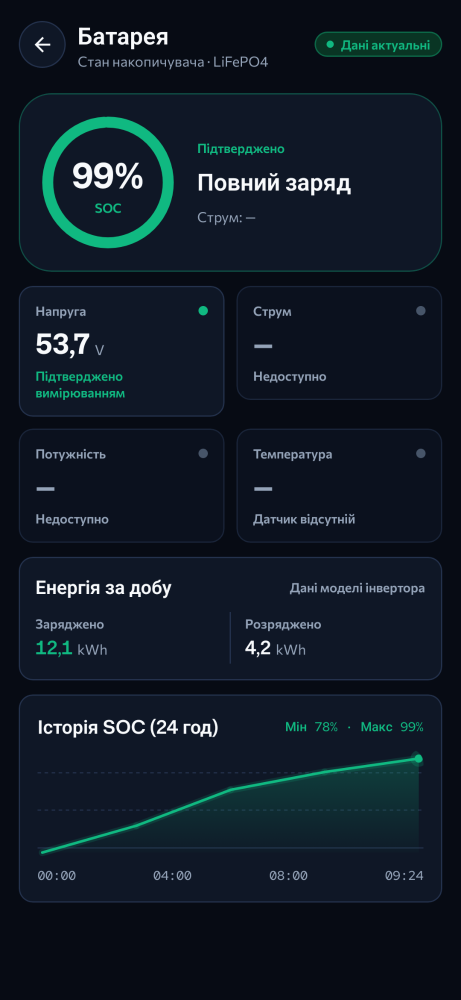 Батарея
Стан накопичувача · LiFePO4
Дані актуальні
99%
SOC
Підтверджено
Повний заряд
Струм: —
Напруга
53,7 V
Підтверджено
вимірюванням
Струм
—
Недоступно
Потужність
—
Недоступно
Температура
—
Датчик відсутній
Енергія за добу
Дані моделі інвертора
Заряджено
12,1 kWh
Розряджено
4,2 kWh
Історія SOC (24 год)
Мін 78% · Макс 99%
00:00 04:00 08:00 09:24